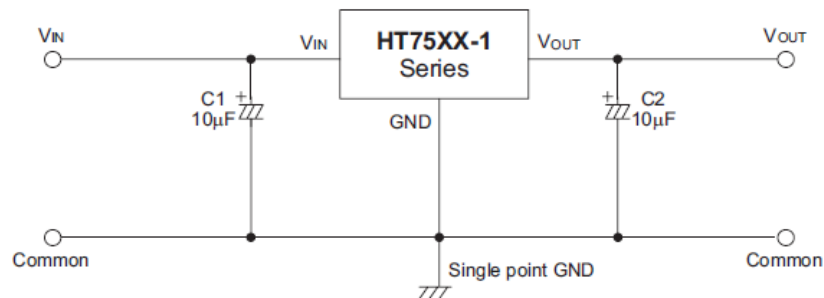 VIN
VIN
HT75XX-1
Series
VOUT
VOUT
C1
10µF
GND
C2
10µF
Common
Single point GND
Common